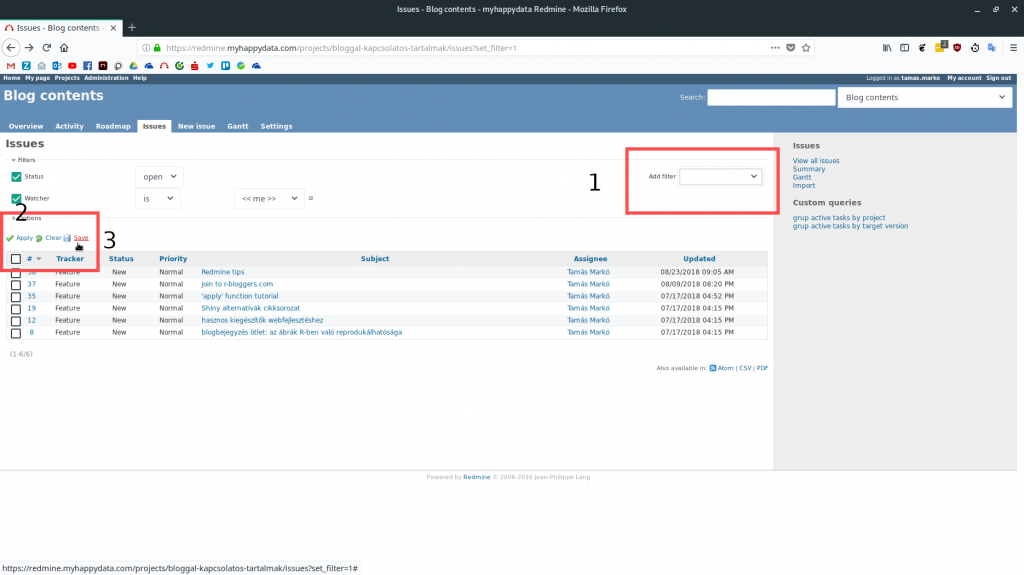 Issues - Blog contents - myhappydata Redmine - Mozilla Firefox
Issues - Blog contents -
https://redmine.myhappydata.com/projects/bloggal-kapcsolatos-tartalmak/issues?set_filter=1
2
Home My page Projects Administration Help
Logged in as tamas.marko My account Sign out
Blog contents
Search:
Blog contents
Overview Activity Roadmap Issues New issue Gantt Settings
Issues
Filters
Status open
Add filter
1
Watcher is << me >>
2
Apply Clear Save
3
# Tracker Status Priority Subject Assignee Updated
Feature New Normal Redmine tips Tamás Markó 08/23/2018 09:05 AM
37 Feature New Normal join to r-bloggers.com Tamás Markó 08/09/2018 08:20 PM
35 Feature New Normal 'apply' function tutorial Tamás Markó 07/17/2018 04:52 PM
19 Feature New Normal Shiny alternatívák cikksorozat Tamás Markó 07/17/2018 04:15 PM
12 Feature New Normal hasznos kiegészítők webfejlesztéshez Tamás Markó 07/17/2018 04:15 PM
8 Feature New Normal blogbejegyzés ötlet: az ábrák R-ben való reprodukálhatósága Tamás Markó 07/17/2018 04:15 PM
(1-6/6)
Also available in: Atom | CSV | PDF
Issues
View all issues
Summary
Gantt
Import
Custom queries
grup active tasks by project
grup active tasks by target version
Powered by Redmine © 2006-2016 Jean-Philippe Lang
https://redmine.myhappydata.com/projects/bloggal-kapcsolatos-tartalmak/issues?set_filter=1#